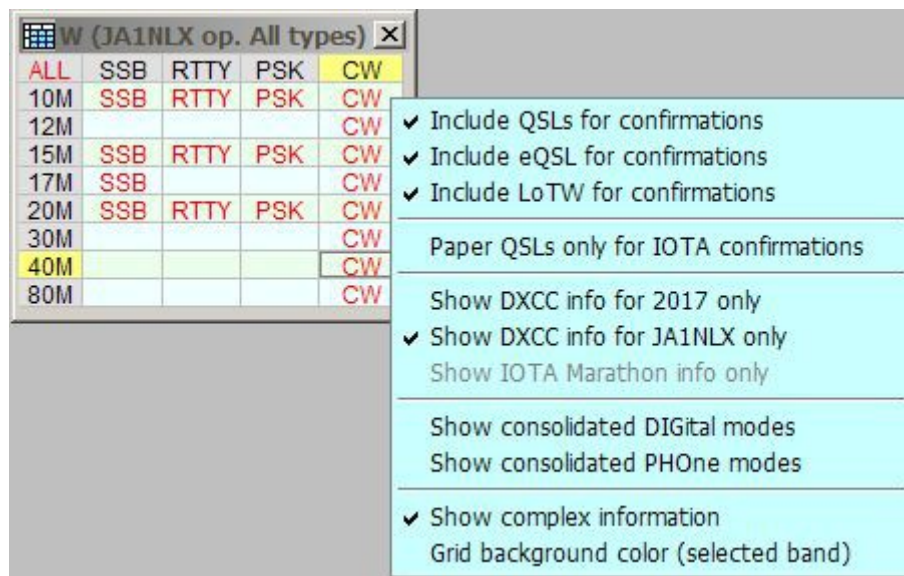 W (JA1NLX op. All types)
ALL SSB RTTY PSK CW
10M SSB RTTY PSK CW
12M CW
15M SSB RTTY PSK CW
17M SSB CW
20M SSB RTTY PSK CW
30M CW
40M CW
80M CW
Include QSLs for confirmations
Include eQSL for confirmations
Include LoTW for confirmations
Paper QSLs only for IOTA confirmations
Show DXCC info for 2017 only
Show DXCC info for JA1NLX only
Show IOTA Marathon info only
Show consolidated DIGital modes
Show consolidated PHOne modes
Show complex information
Grid background color (selected band)